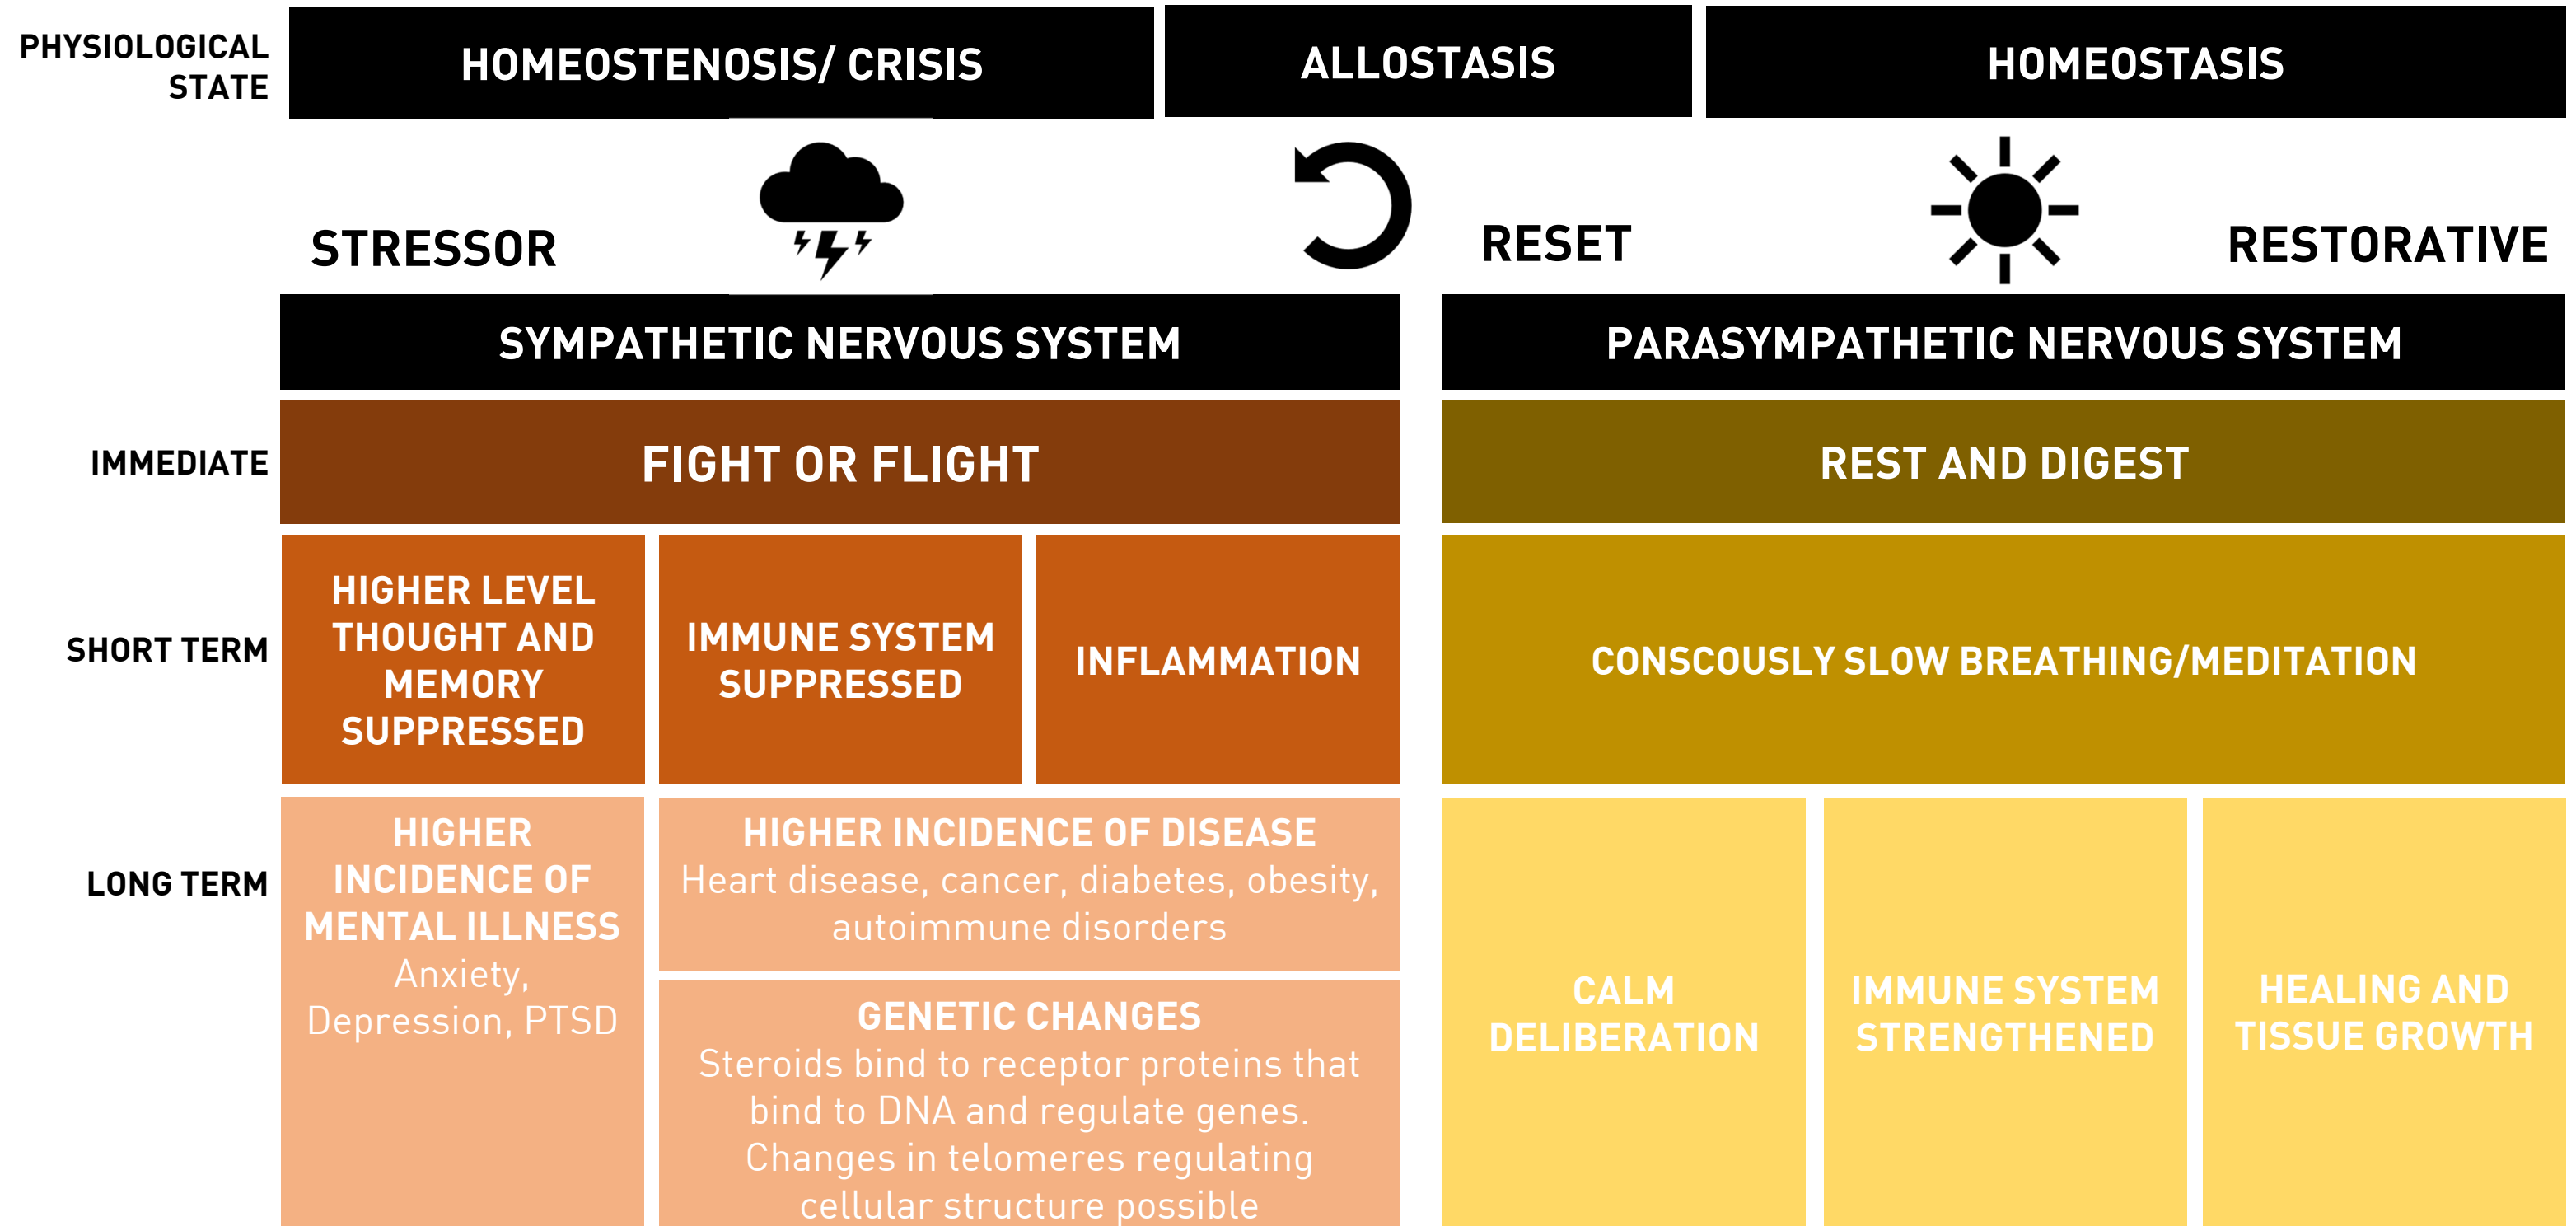 PHYSIOLOGICAL
STATE
HOMEOSTENOSIS/ CRISIS
ALLOSTASIS
HOMEOSTASIS
STRESSOR
RESET
RESTORATIVE
SYMPATHETIC NERVOUS SYSTEM
PARASYMPATHETIC NERVOUS SYSTEM
IMMEDIATE
FIGHT OR FLIGHT
REST AND DIGEST
SHORT TERM
HIGHER LEVEL
THOUGHT AND
MEMORY
SUPPRESSED
IMMUNE SYSTEM
SUPPRESSED
INFLAMMATION
CONSCOUSLY SLOW BREATHING/MEDITATION
LONG TERM
HIGHER
INCIDENCE OF
MENTAL ILLNESS
Anxiety,
Depression, PTSD
HIGHER INCIDENCE OF DISEASE
Heart disease, cancer, diabetes, obesity,
autoimmune disorders
GENETIC CHANGES
Steroids bind to receptor proteins that
bind to DNA and regulate genes.
Changes in telomeres regulating
cellular structure possible
CALM
DELIBERATION
IMMUNE SYSTEM
STRENGTHENED
HEALING AND
TISSUE GROWTH